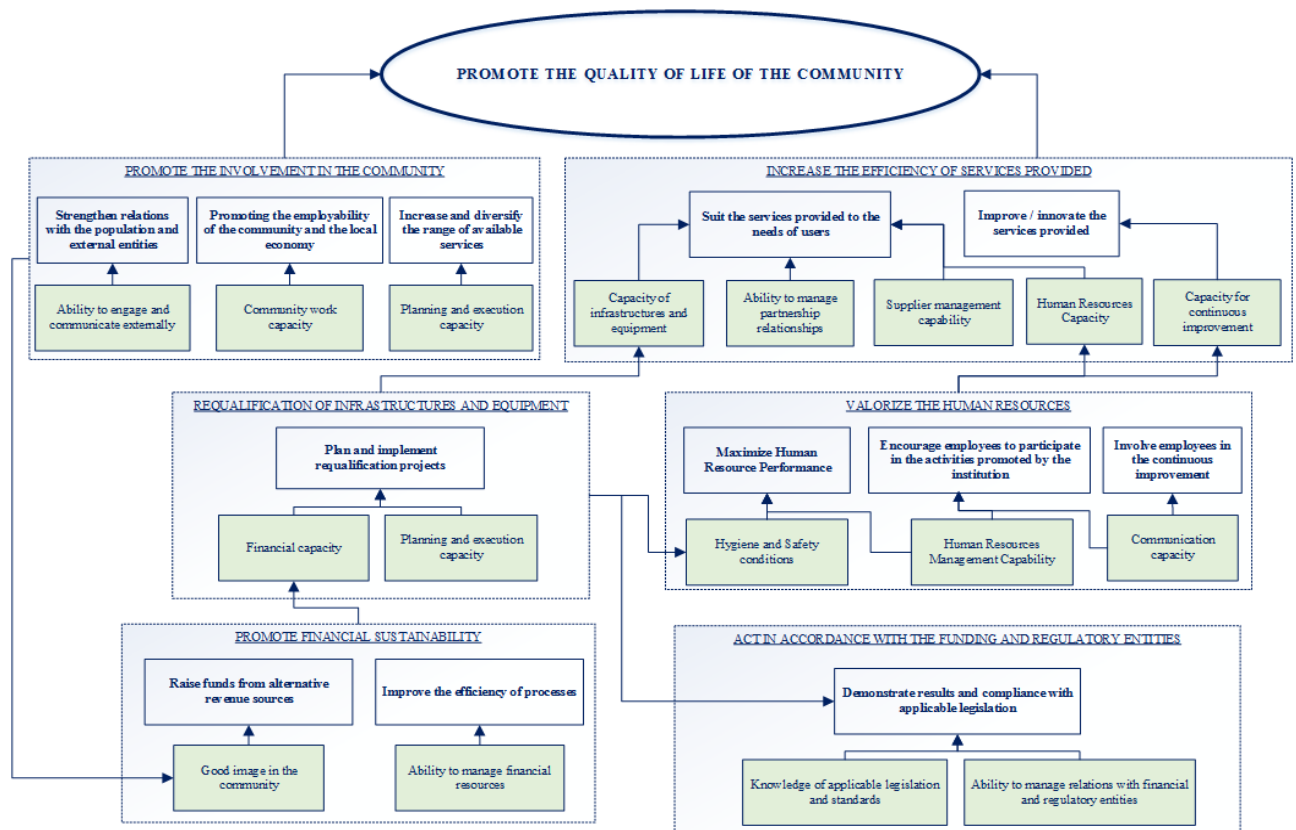 PROMOTE THE QUALITY OF LIFE OF THE COMMUNITY
PROMOTE THE INVOLVEMENT IN THE COMMUNITY
Strengthen relations
with the population and
external entities
Promoting the employability
of the community and the local
economy
Increase and diversify
the range of available
services
Ability to engage and
communicate externally
Community work
capacity
Planning and execution
capacity
INCREASE THE EFFICIENCY OF SERVICES PROVIDED
Suit the services provided to the
needs of users
Improve / innovate the
services provided
Capacity of
infrastructures and
equipment
Ability to manage
partnership
relationships
Supplier management
capability
Human Resources
Capacity
Capacity for
continuous
improvement
REQUALIFICATION OF INFRASTRUCTURES AND EQUIPMENT
Plan and implement
requalification projects
Financial capacity
Planning and execution
capacity
VALORIZE THE HUMAN RESOURCES
Maximize Human
Resource Performance
Encourage employees to participate
in the activities promoted by the
institution
Involve employees in
the continuous
improvement
Hygiene and Safety
conditions
Human Resources
Management Capability
Communication
capacity
PROMOTE FINANCIAL SUSTAINABILITY
Raise funds from alternative
revenue sources
Improve the efficiency of processes
Good image in the
community
Ability to manage financial
resources
ACT IN ACCORDANCE WITH THE FUNDING AND REGULATORY ENTITIES
Demonstrate results and compliance with
applicable legislation
Knowledge of applicable legislation
and standards
Ability to manage relations with financial
and regulatory entities